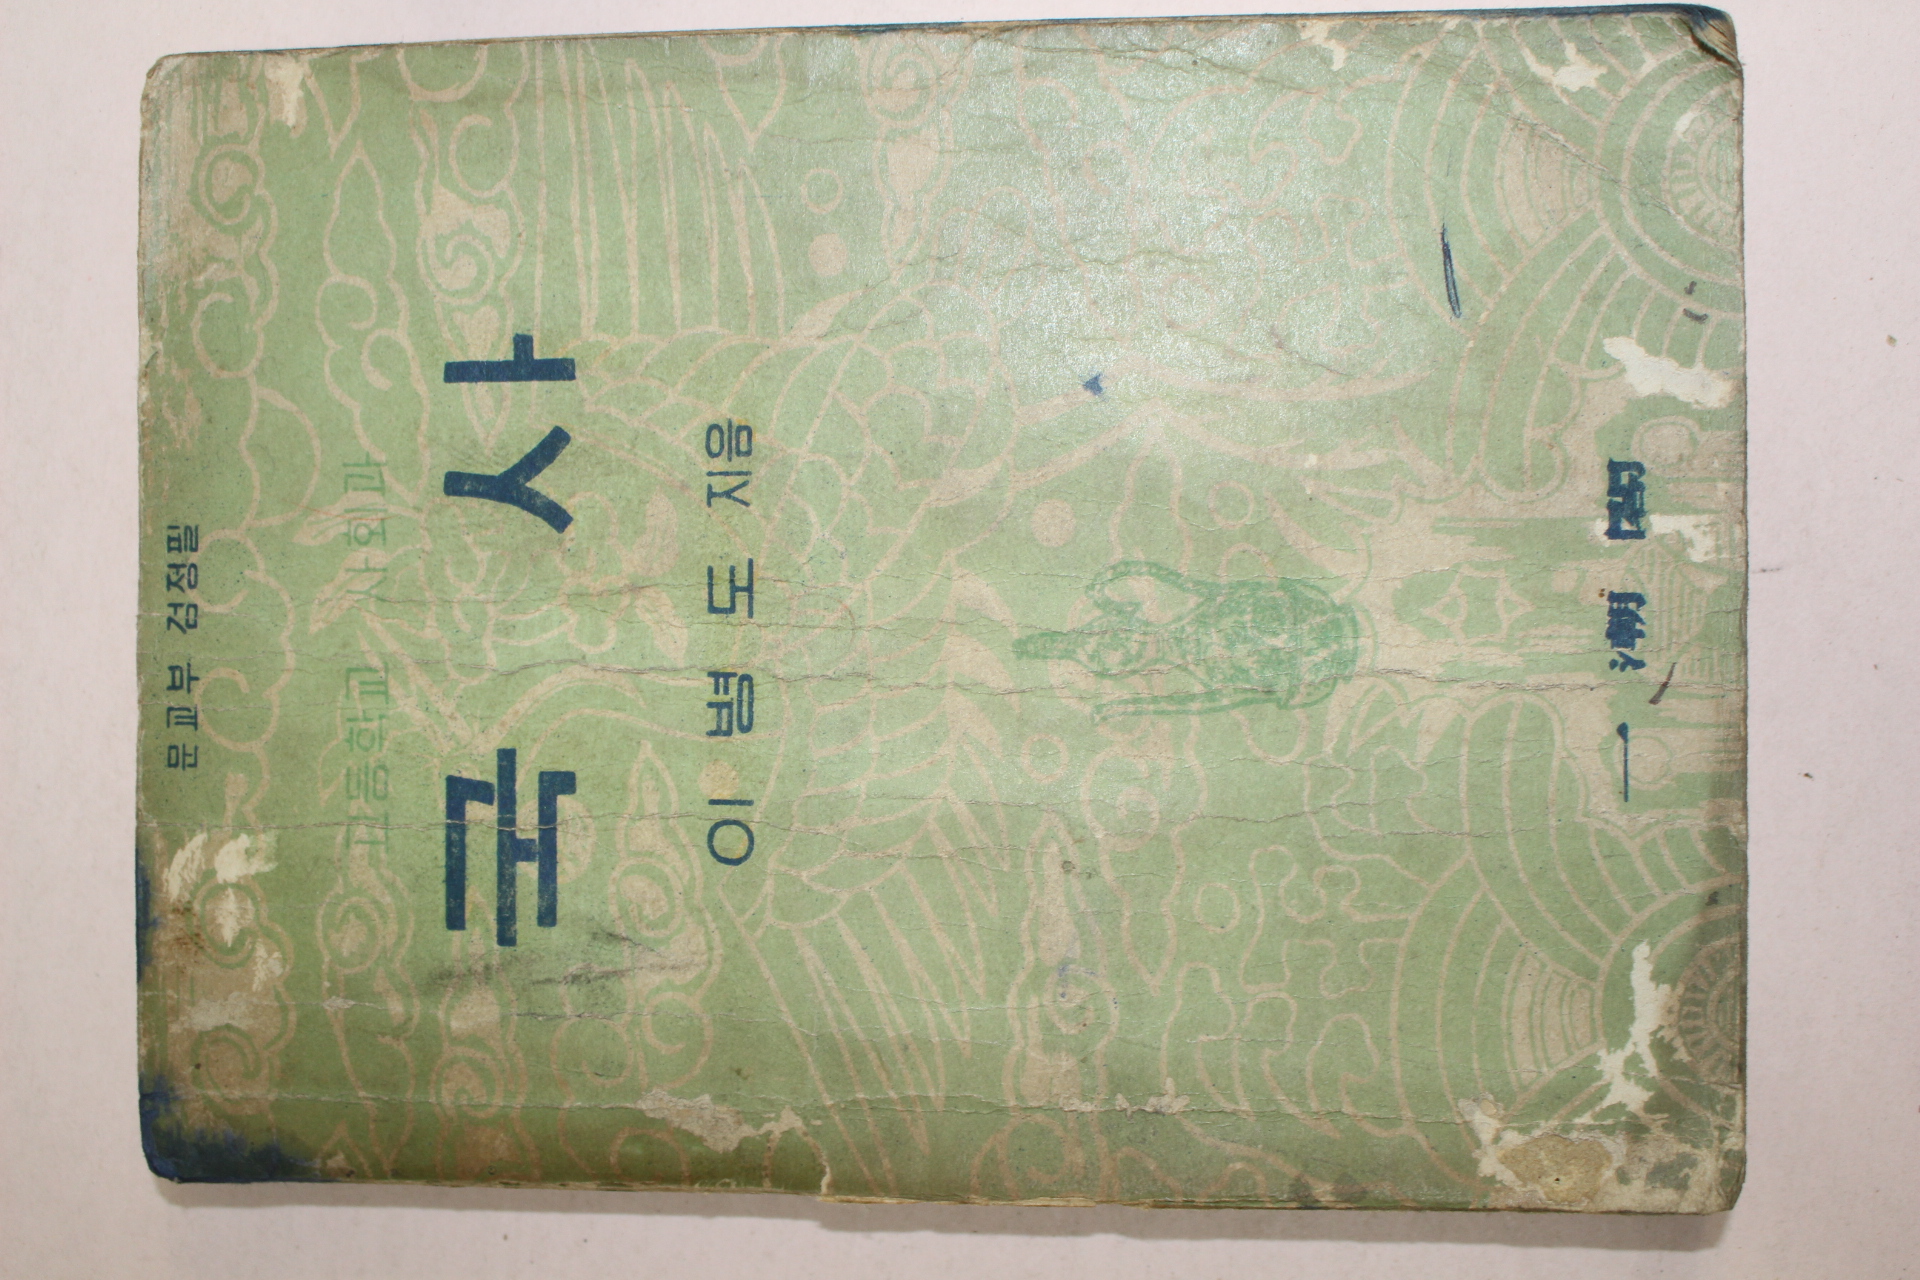 문교부 검정필
고등학교 사회과
국 사
이 병 도 지음
一 潮 閣